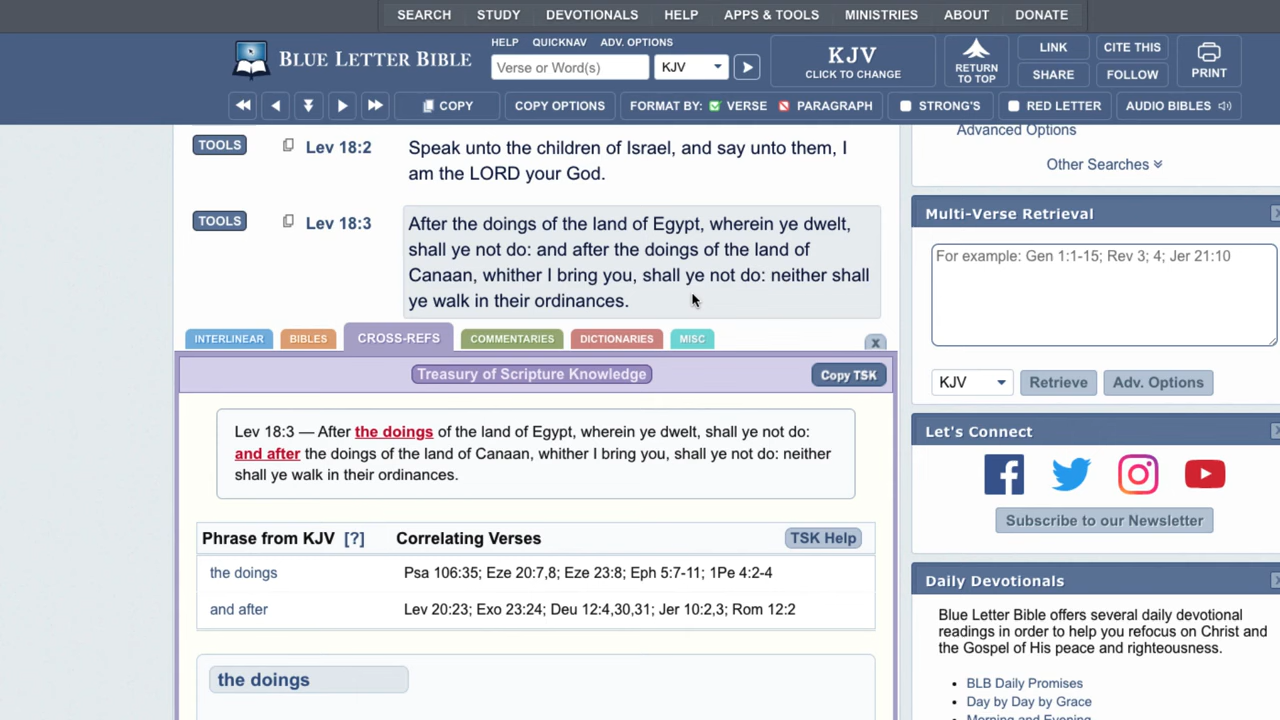 SEARCH STUDY DEVOTIONALS HELP APPS & TOOLS MINISTRIES ABOUT DONATE
BLUE LETTER BIBLE
HELP QUICKNAV ADV. OPTIONS
Verse or Word(s) KJV
KJV
CLICK TO CHANGE
RETURN
TO TOP
LINK CITE THIS
SHARE FOLLOW
PRINT
COPY COPY OPTIONS FORMAT BY: VERSE PARAGRAPH STRONG'S RED LETTER AUDIO BIBLES
TOOLS Lev 18:2 Speak unto the children of Israel, and say unto them, I
am the LORD your God.
TOOLS Lev 18:3 After the doings of the land of Egypt, wherein ye dwelt,
shall ye not do: and after the doings of the land of
Canaan, whither I bring you, shall ye not do: neither shall
ye walk in their ordinances.
INTERLINEAR BIBLES CROSS-REFS COMMENTARIES DICTIONARIES MISC X
Treasury of Scripture Knowledge Copy TSK
Lev 18:3 — After the doings of the land of Egypt, wherein ye dwelt, shall ye not do:
and after the doings of the land of Canaan, whither I bring you, shall ye not do: neither
shall ye walk in their ordinances.
Phrase from KJV [?] Correlating Verses TSK Help
the doings Psa 106:35; Eze 20:7,8; Eze 23:8; Eph 5:7-11; 1Pe 4:2-4
and after Lev 20:23; Exo 23:24; Deu 12:4,30,31; Jer 10:2,3; Rom 12:2
the doings
Advanced Options
Other Searches
Multi-Verse Retrieval
For example: Gen 1:1-15; Rev 3; 4; Jer 21:10
KJV Retrieve Adv. Options
Let's Connect
Subscribe to our Newsletter
Daily Devotionals
Blue Letter Bible offers several daily devotional
readings in order to help you refocus on Christ and
the Gospel of His peace and righteousness.
• BLB Daily Promises
• Day by Day by Grace
• Morning and Evening